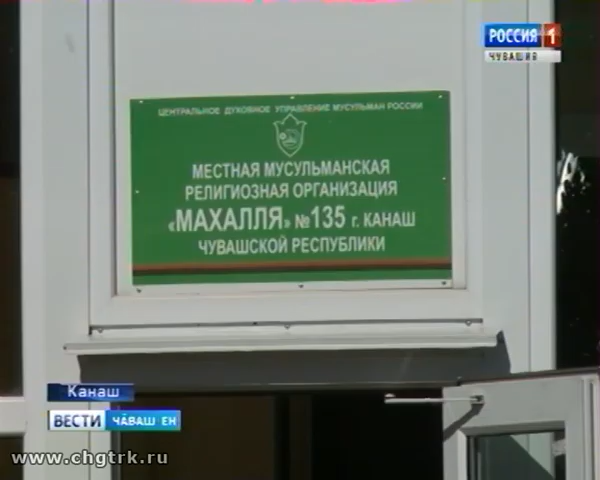 РОССИЯ 1
ЧУВАШИЯ
ЦЕНТРАЛЬНОЕ ДУХОВНОЕ УПРАВЛЕНИЕ МУСУЛЬМАН РОССИИ
МЕСТНАЯ МУСУЛЬМАНСКАЯ
РЕЛИГИОЗНАЯ ОРГАНИЗАЦИЯ
«МАХАЛЛЯ» №135 г. КАНАШ
ЧУВАШСКОЙ РЕСПУБЛИКИ
Канаш
ВЕСТИ ЧӐВАШ ЕН
www.chgtrk.ru